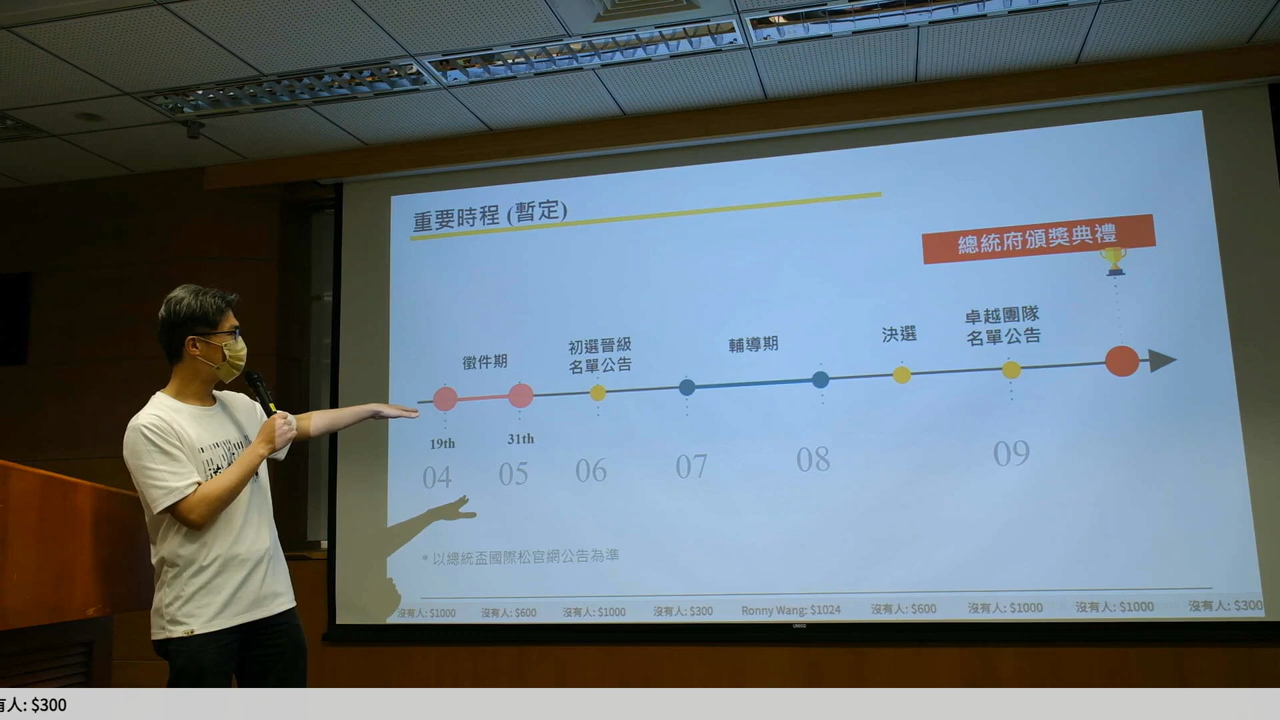 重要時程 (暫定)
總統府頒獎典禮
徵件期
初選晉級
名單公告
輔導期
決選
卓越團隊
名單公告
19th
31th
04
05
06
07
08
09
* 以總統盃國際松官網公告為準
沒有人: $1000 沒有人: $600 沒有人: $1000 沒有人: $300 Ronny Wang: $1024 沒有人: $600 沒有人: $1000 沒有人: $1000 沒有人: $300
有人: $300